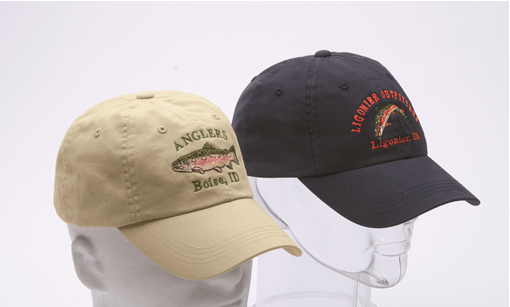 ANGLERS
Boise, ID
LIGONIER OUTFITTERS
Ligonier, PA